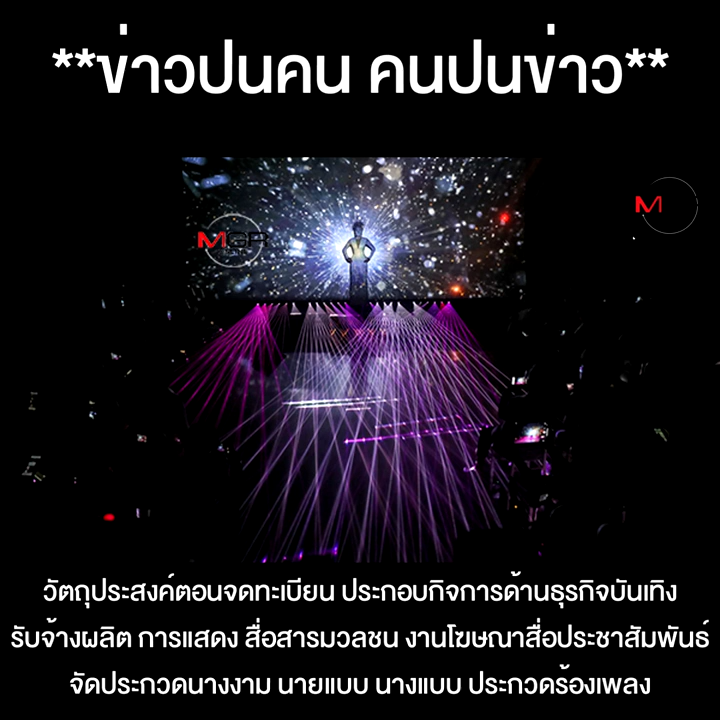 **ข่าวปนคน คนปนข่าว**
M
MGR
วัตถุประสงค์ตอนจดทะเบียน ประกอบกิจการด้านธุรกิจบันเทิง
รับจ้างผลิต การแสดง สื่อสารมวลชน งานโฆษณาสื่อประชาสัมพันธ์
จัดประกวดนางงาม นายแบบ นางแบบ ประกวดร้องเพลง